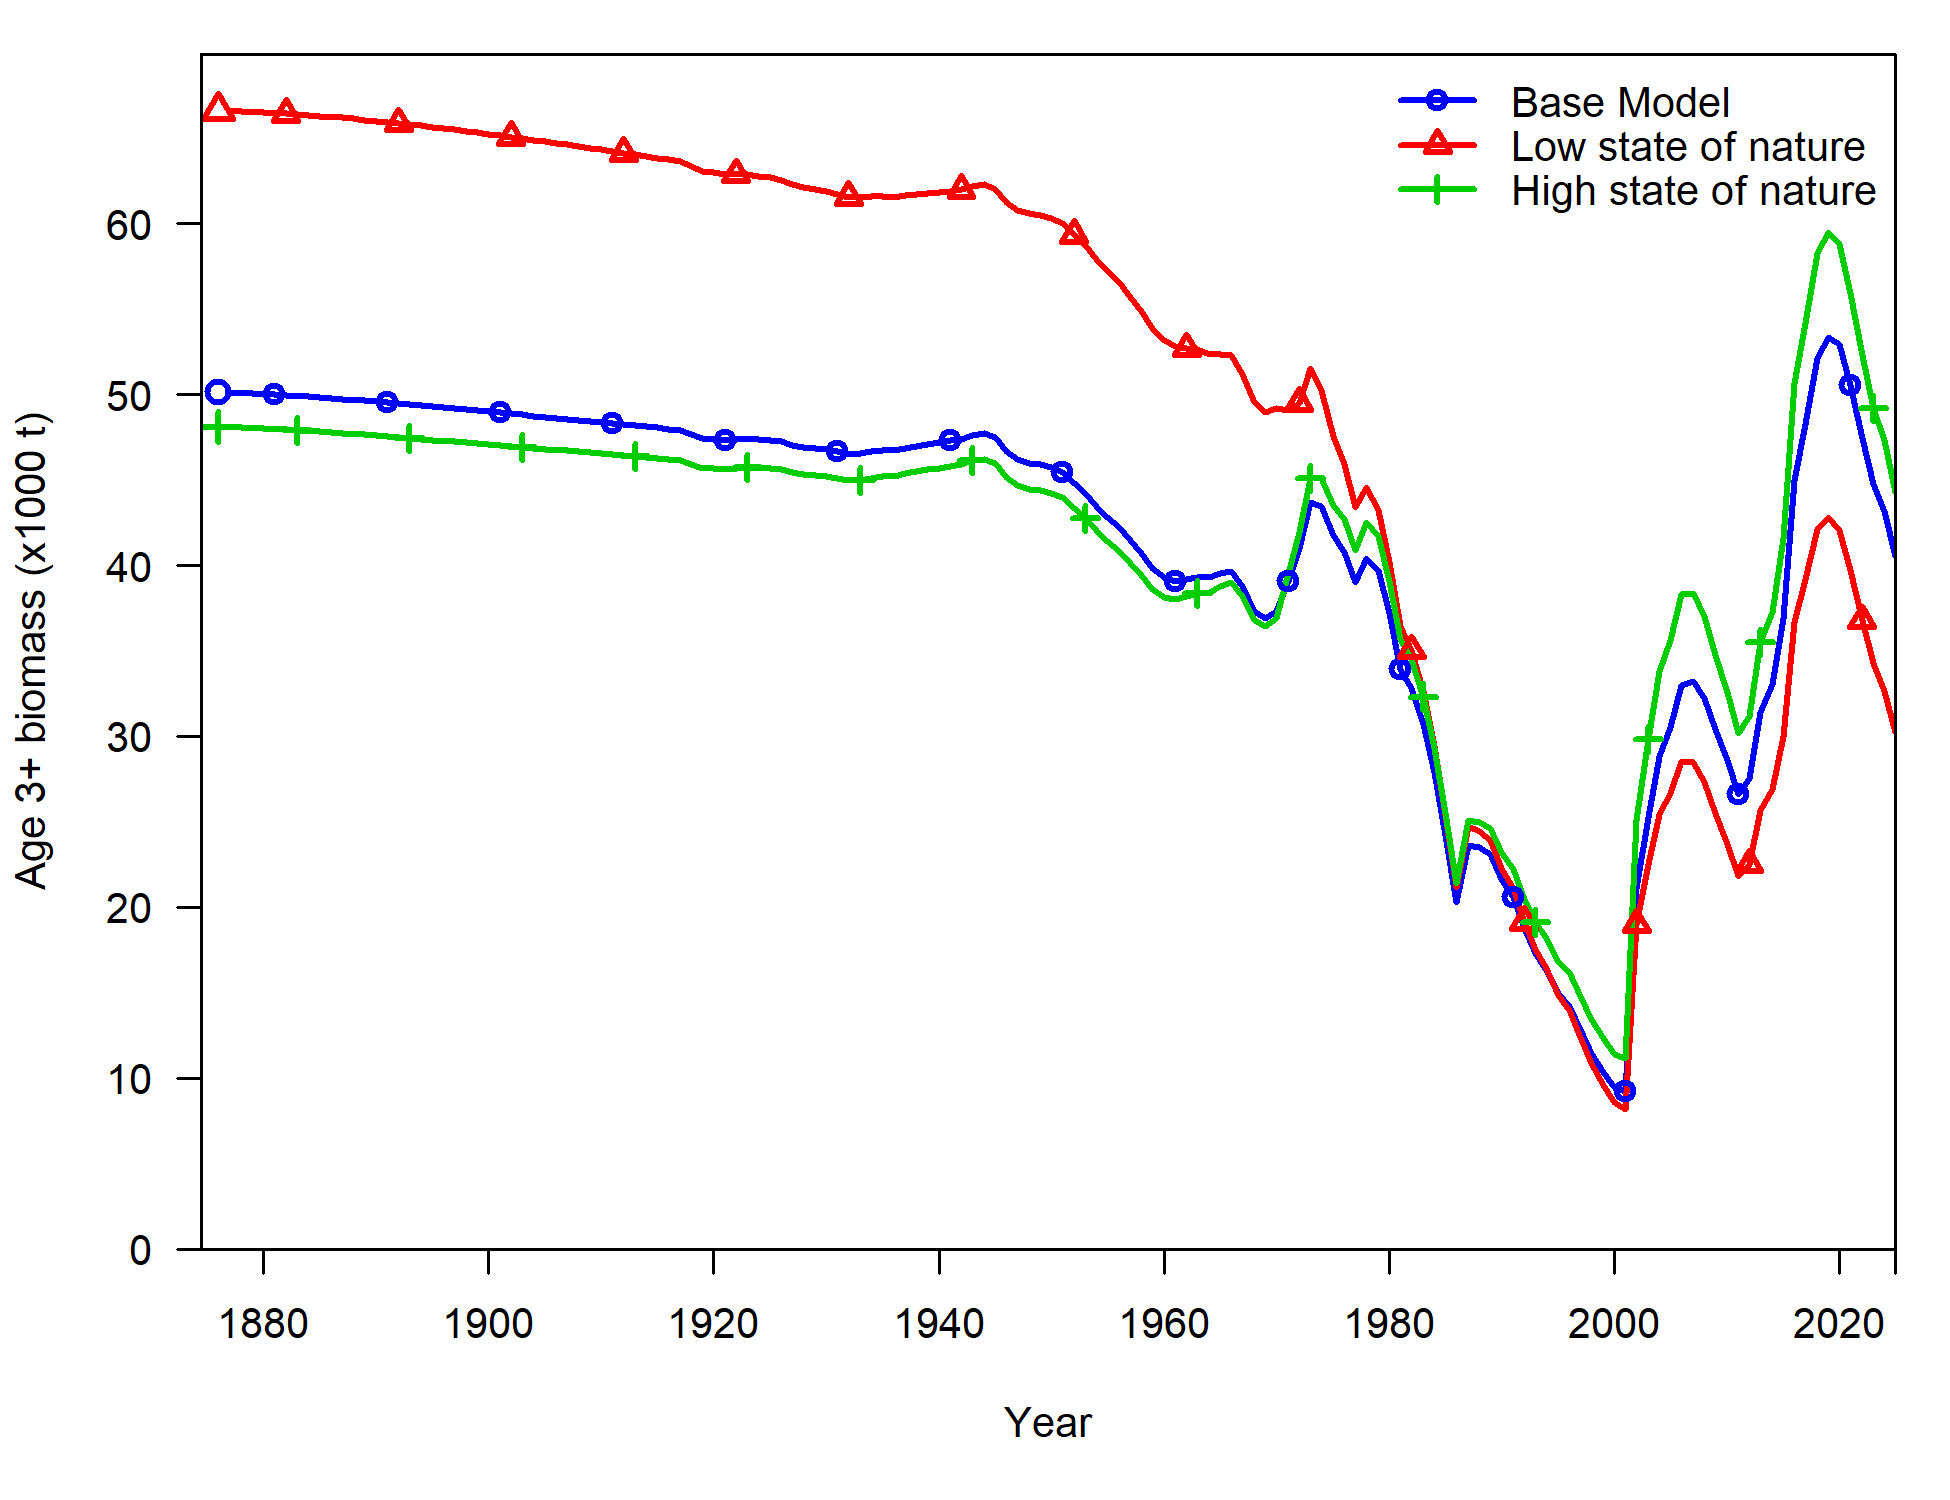 Base Model
Low state of nature
High state of nature
Age 3+ biomass (x1000 t)
60
50
40
30
20
10
0
1880 1900 1920 1940 1960 1980 2000 2020
Year